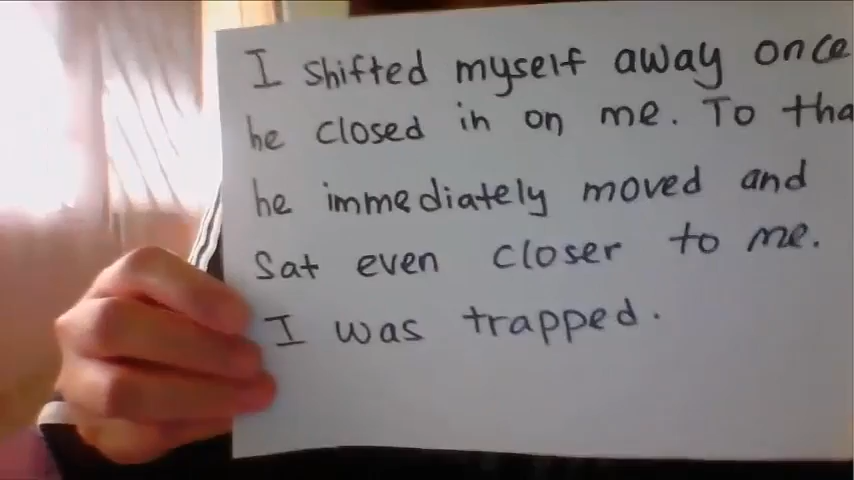 I shifted myself away once
he closed in on me. To tha
he immediately moved and
sat even closer to me.
I was trapped.